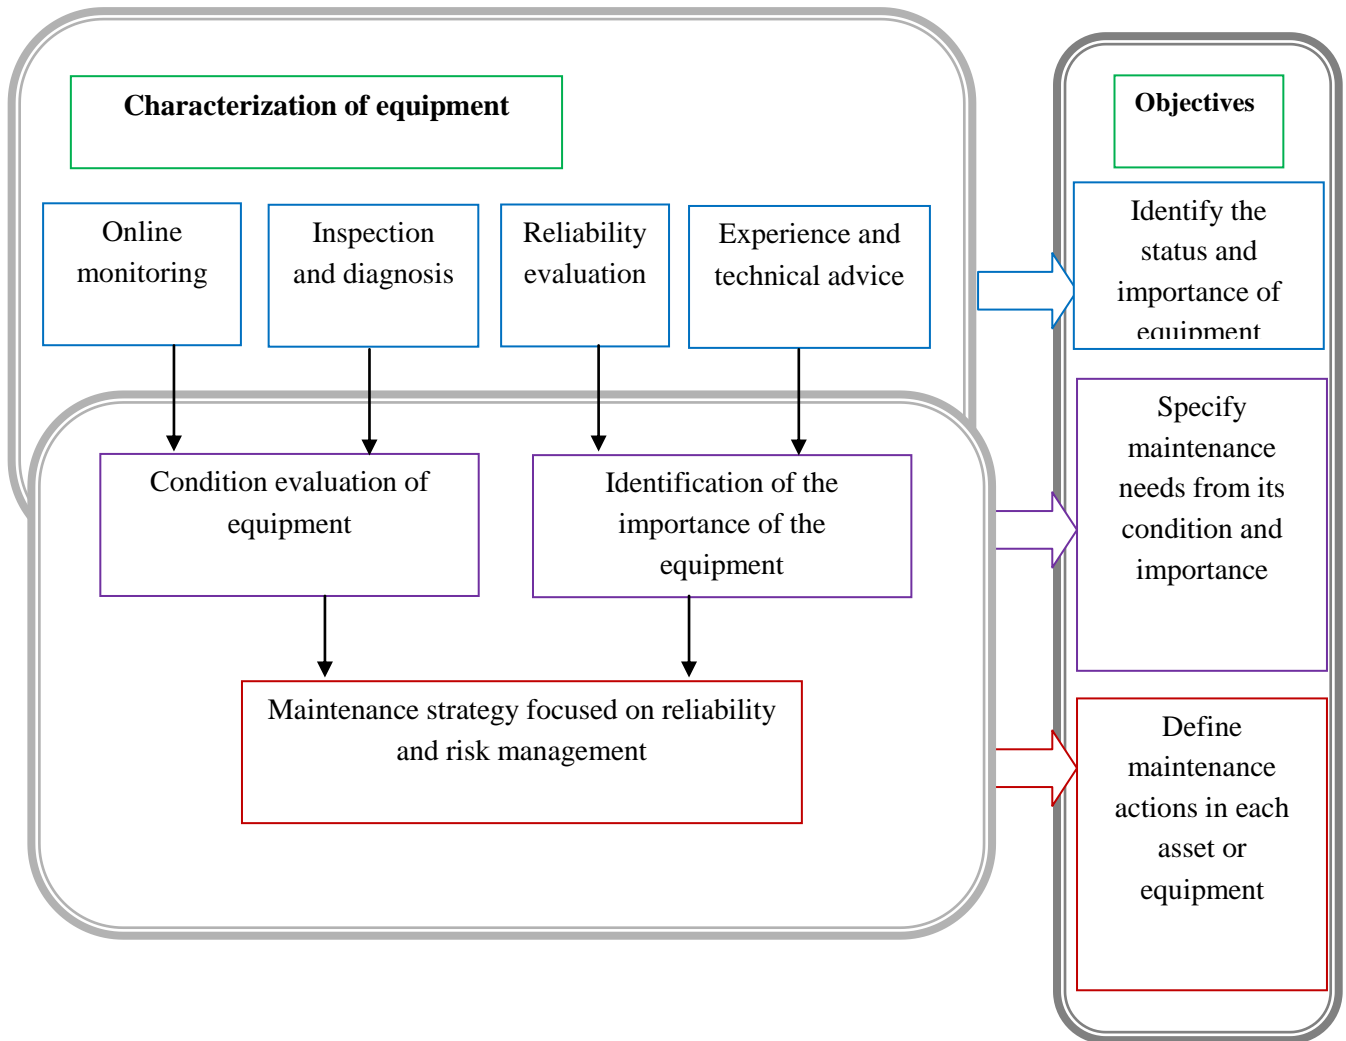 Characterization of equipment
Objectives
Online
monitoring
Inspection
and diagnosis
Reliability
evaluation
Experience and
technical advice
Identify the
status and
importance of
equipment
Condition evaluation of
equipment
Identification of the
importance of the
equipment
Specify
maintenance
needs from its
condition and
importance
Maintenance strategy focused on reliability
and risk management
Define
maintenance
actions in each
asset or
equipment